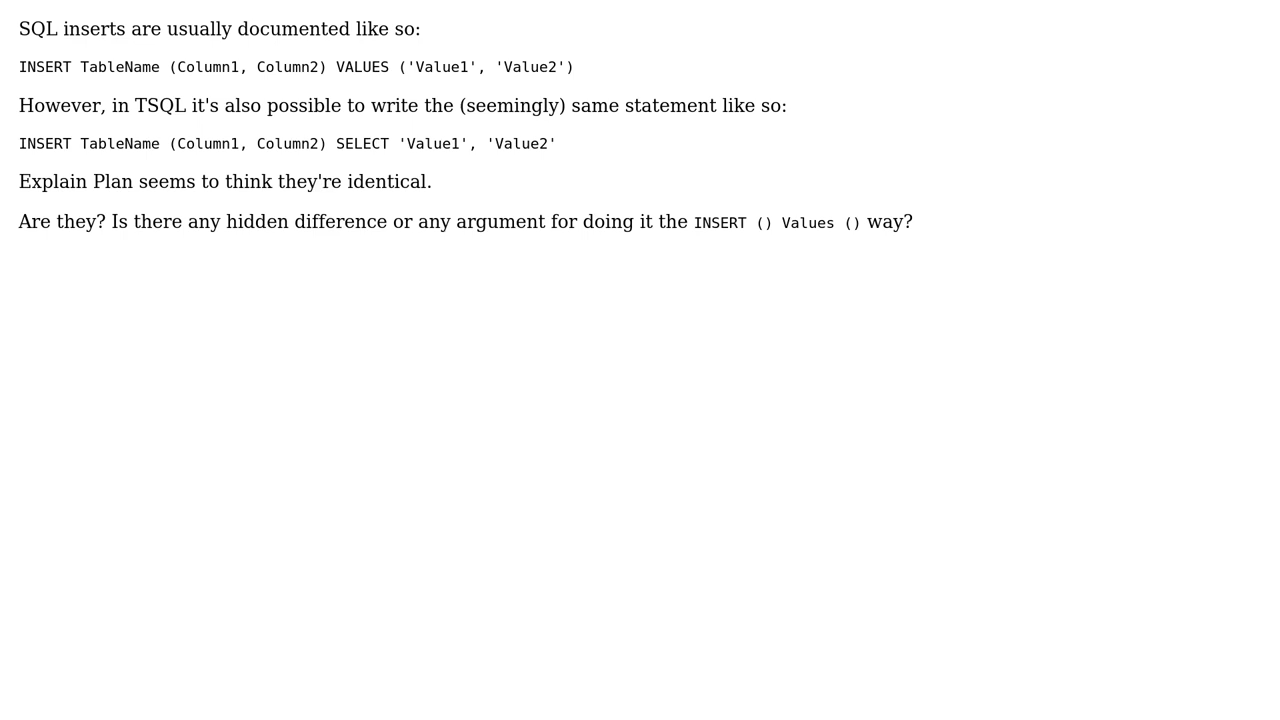 SQL inserts are usually documented like so:
INSERT TableName (Column1, Column2) VALUES ('Value1', 'Value2')
However, in TSQL it's also possible to write the (seemingly) same statement like so:
INSERT TableName (Column1, Column2) SELECT 'Value1', 'Value2'
Explain Plan seems to think they're identical.
Are they? Is there any hidden difference or any argument for doing it the INSERT () Values () way?